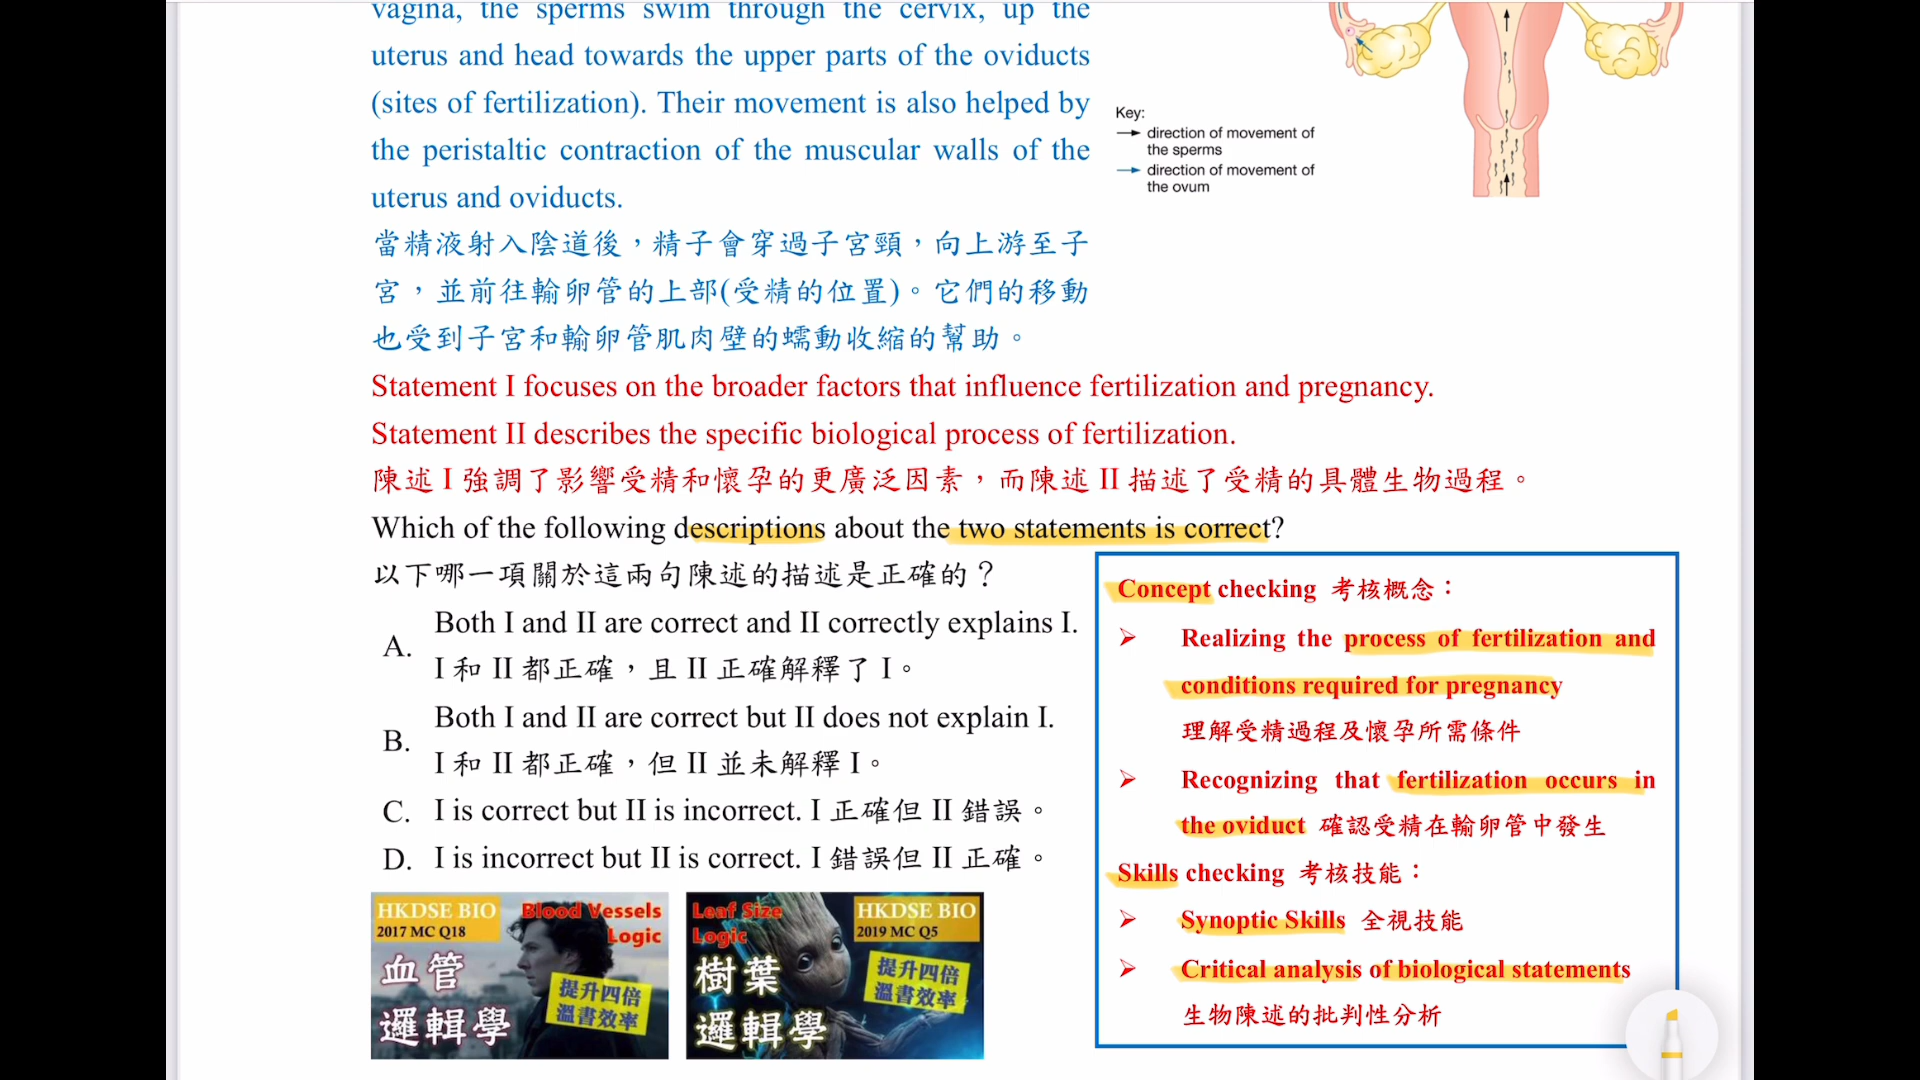 vagina, the sperms swim through the cervix, up the
uterus and head towards the upper parts of the oviducts
(sites of fertilization). Their movement is also helped by
the peristaltic contraction of the muscular walls of the
uterus and oviducts.
當精液射入陰道後，精子會穿過子宮頸，向上游至子
宮，並前往輸卵管的上部(受精的位置)。它們的移動
也受到子宮和輸卵管肌肉壁的蠕動收縮的幫助。
Key:
direction of movement of
the sperms
direction of movement of
the ovum
Statement I focuses on the broader factors that influence fertilization and pregnancy.
Statement II describes the specific biological process of fertilization.
陳述 I 強調了影響受精和懷孕的更廣泛因素，而陳述 II 描述了受精的具體生物過程。
Which of the following descriptions about the two statements is correct?
以下哪一項關於這兩句陳述的描述是正確的？
A. Both I and II are correct and II correctly explains I.
I 和 II 都正確，且 II 正確解釋了 I。
B. Both I and II are correct but II does not explain I.
I 和 II 都正確，但 II 並未解釋 I。
C. I is correct but II is incorrect. I 正確但 II 錯誤。
D. I is incorrect but II is correct. I 錯誤但 II 正確。
Concept checking 考核概念：
➢ Realizing the process of fertilization and
conditions required for pregnancy
理解受精過程及懷孕所需條件
➢ Recognizing that fertilization occurs in
the oviduct 確認受精在輸卵管中發生
Skills checking 考核技能：
➢ Synoptic Skills 全視技能
➢ Critical analysis of biological statements
生物陳述的批判性分析
HKDSE BIO
2017 MC Q18
Blood Vessels
Logic
血管
邏輯學
提升四倍
溫書效率
Leaf Size
Logic
HKDSE BIO
2019 MC Q5
樹葉
邏輯學
提升四倍
溫書效率